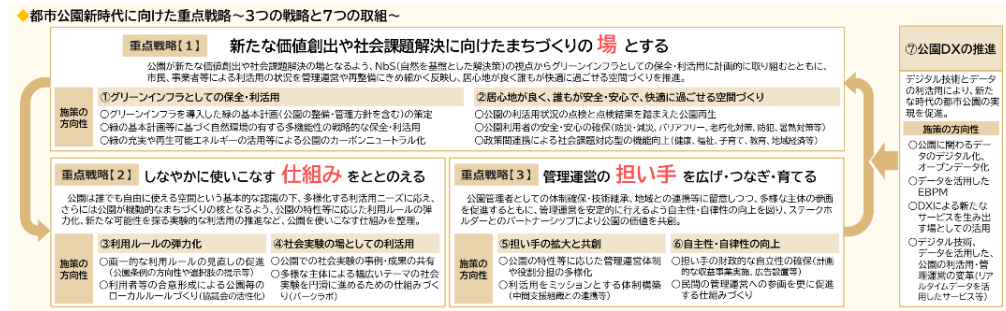 ◆都市公園新時代に向けた重点戦略～3つの戦略と7つの取組～
重点戦略【1】 新たな価値創出や社会課題解決に向けたまちづくりの 場 とする
公園が新たな価値創出や社会課題解決の場となるよう、NbS(自然を基盤とした解決策)の視点からグリーンインフラとしての保全・利活用に計画的に取り組むとともに、
市民、事業者等による利活用の状況を管理運営や再整備にきめ細かく反映し、居心地が良く誰もが快適に過ごせる空間づくりを推進。
施策の
方向性
①グリーンインフラとしての保全・利活用
○グリーンインフラを導入した緑の基本計画(公園の整備・管理方針を含む)の策定
○緑の基本計画等に基づく自然環境の有する多機能性の戦略的な保全・利活用
○緑の充実や再生可能エネルギーの活用等による公園のカーボンニュートラル化
②居心地が良く、誰もが安全・安心で、快適に過ごせる空間づくり
○公園の利活用状況の点検と点検結果を踏まえた公園再生
○公園利用者の安全・安心の確保(防災・減災、バリアフリー、老朽化対策、防犯、暑熱対策等)
○政策間連携による社会課題対応型の機能向上(健康、福祉、子育て、教育、地域経済等)
重点戦略【2】 しなやかに使いこなす 仕組み をととのえる
公園は誰でも自由に使える空間という基本的な認識の下、多様化する利活用ニーズに応え、
さらには公園が機動的なまちづくりの核となるよう、公園の特性等に応じた利用ルールの弾
力化、新たな可能性を探る実験的な利活用の推進など、公園を使いこなす仕組みを整理。
施策の
方向性
③利用ルールの弾力化
○画一的な利用ルールの見直しの促進
(公園条例の方向性や選択肢の提示等)
○利用者等の合意形成による公園毎の
ローカルルールづくり(協議会の活性化)
④社会実験の場としての利活用
○公園での社会実験の事例・成果の共有
○多様な主体による幅広いテーマの社会
実験を円滑に進めるための仕組みづく
り(パークラボ)
重点戦略【3】 管理運営の 担い手 を広げ・つなぎ・育てる
公園管理者としての体制確保・技術継承、地域との連携等に留意しつつ、多様な主体の参画
を促進するともに、管理運営を安定的に行えるよう自主性・自律性の向上を図り、ステークホ
ルダーとのパートナーシップにより公園の価値を共創。
施策の
方向性
⑤担い手の拡大と共創
○公園の特性等に応じた管理運営体制
や役割分担の多様化
○利活用をミッションとする体制構築
(中間支援組織との連携等)
⑥自主性・自律性の向上
○担い手の財政的な自立性の確保(計画
的な収益事業実施、広告設置等)
○民間の管理運営への参画を更に促進
する仕組みづくり
⑦公園DXの推進
デジタル技術とデータ
の利活用により、新た
な時代の都市公園の実
現を促進。
施策の方向性
○公園に関わるデー
タのデジタル化、
オープンデータ化
○データを活用した
EBPM
○DXによる新たな
サービスを生み出
す場としての活用
○デジタル技術、
データを活用した、
公園の利活用・管
理運営の変革(リア
ルタイムデータを活
用したサービス等)